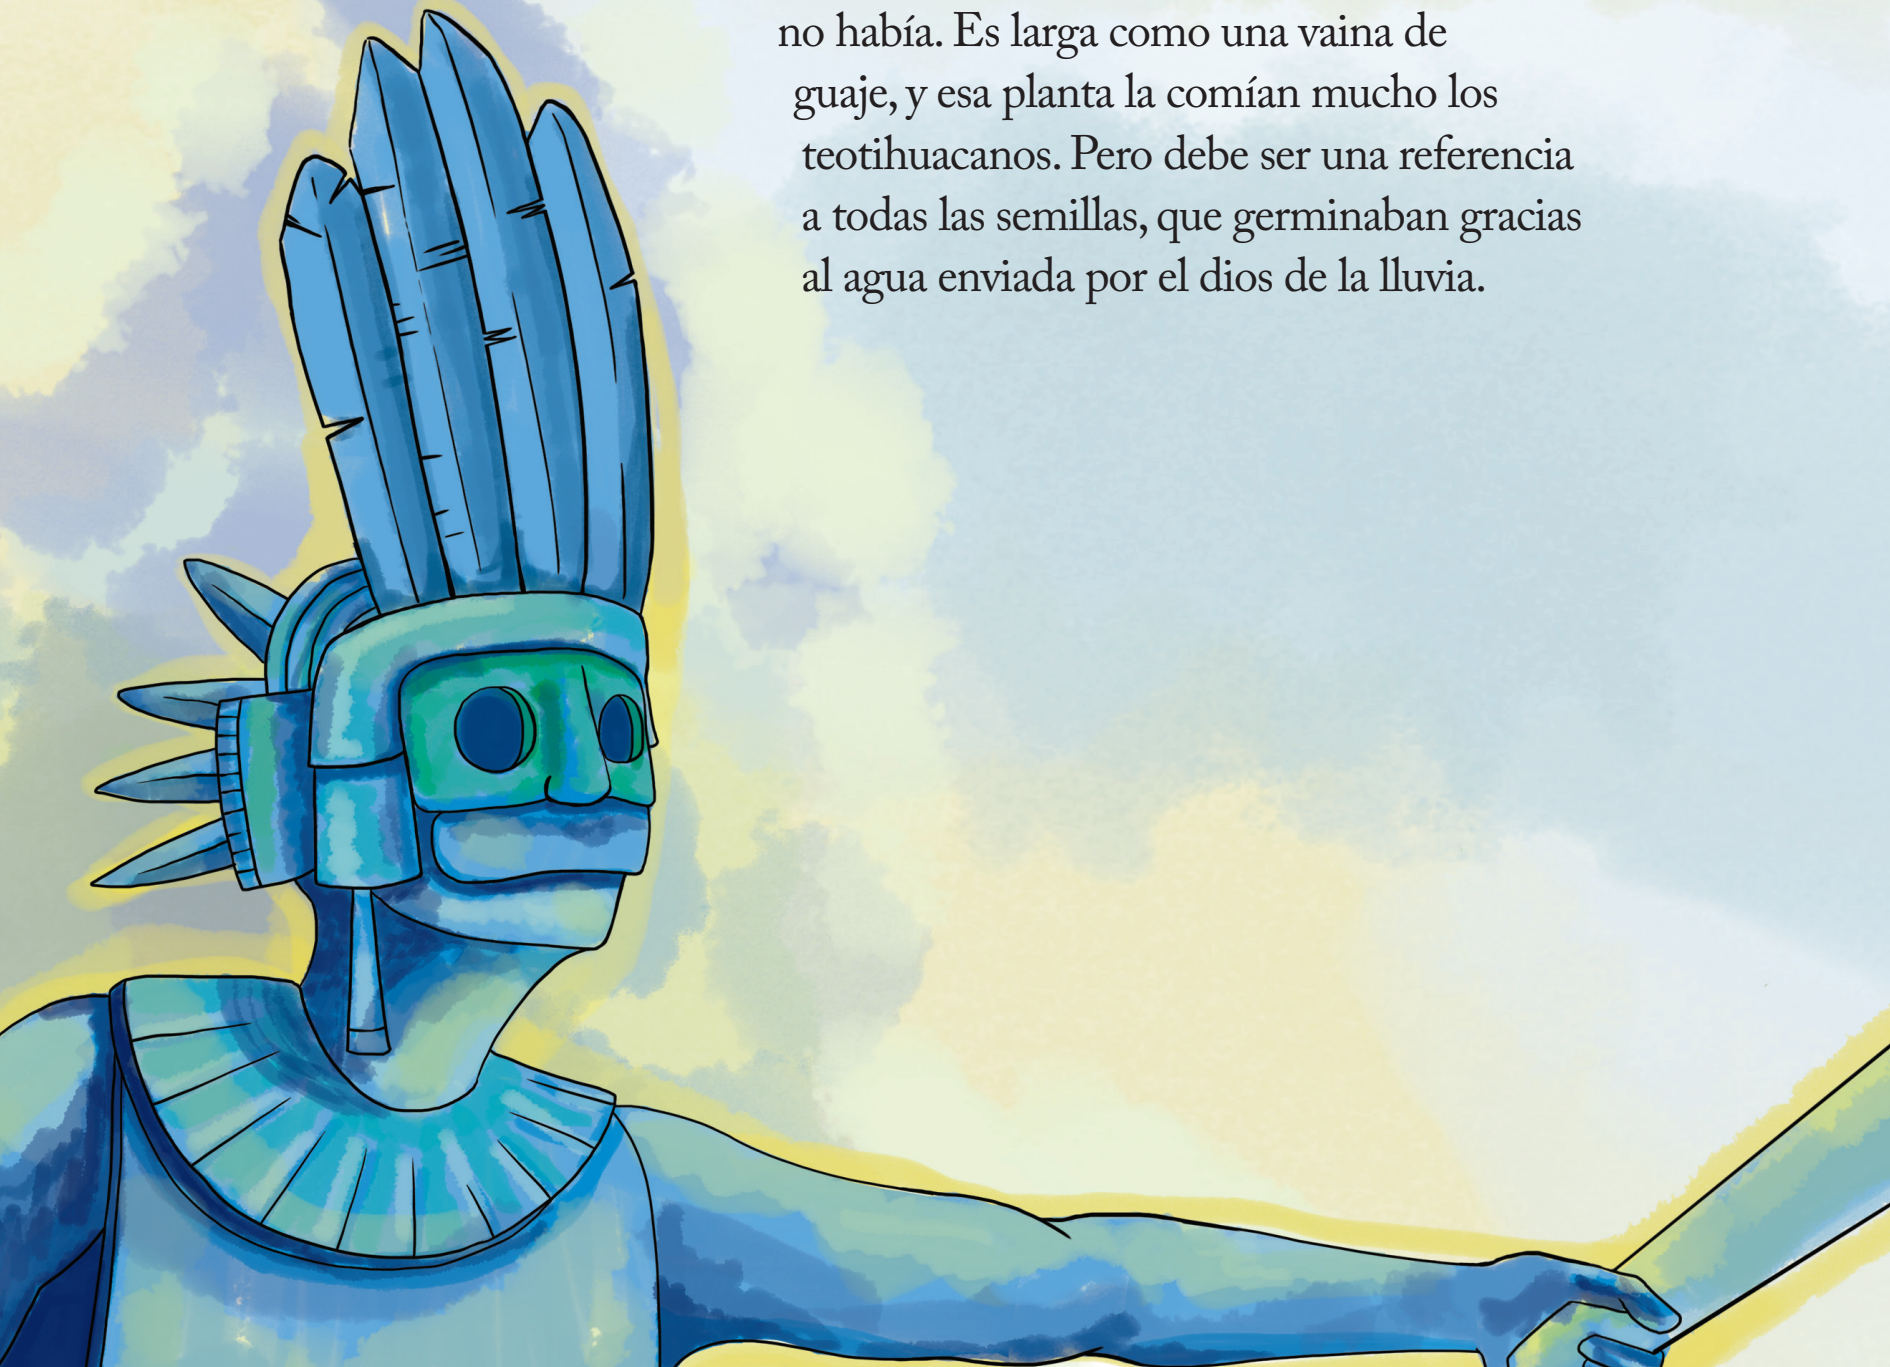 no había. Es larga como una vaina de
guaje, y esa planta la comían mucho los
teotihuacanos. Pero debe ser una referencia
a todas las semillas, que germinaban gracias
al agua enviada por el dios de la lluvia.